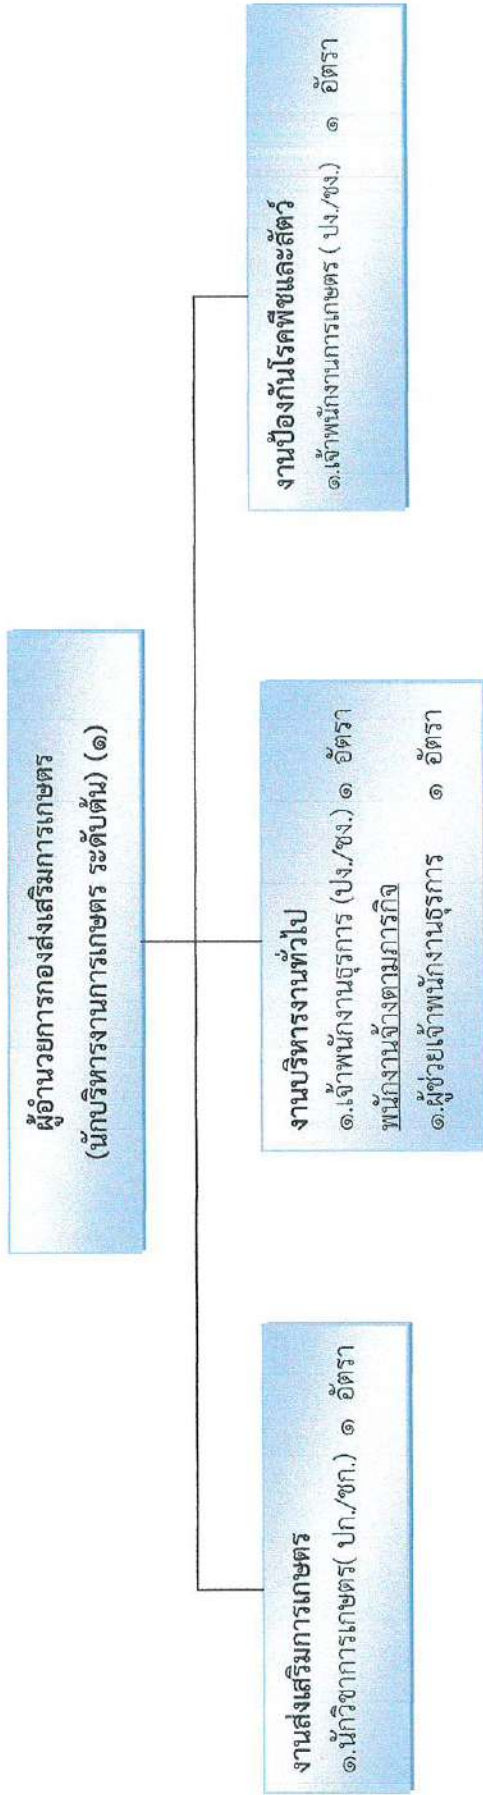 ผู้อำนวยการกองส่งเสริมการเกษตร
(นักบริหารงานการเกษตร ระดับต้น) (๑)
งานส่งเสริมการเกษตร
๑.นักวิชาการเกษตร( ปก./ชก.) ๑ อัตรา
งานบริหารงานทั่วไป
๑.เจ้าพนักงานธุรการ (ปง./ชง.) ๑ อัตรา
พนักงานจ้างตามภารกิจ
๑.ผู้ช่วยเจ้าพนักงานธุรการ ๑ อัตรา
งานป้องกันโรคพืชและสัตว์
๑.เจ้าพนักงานการเกษตร ( ปง./ชง.) ๑ อัตรา